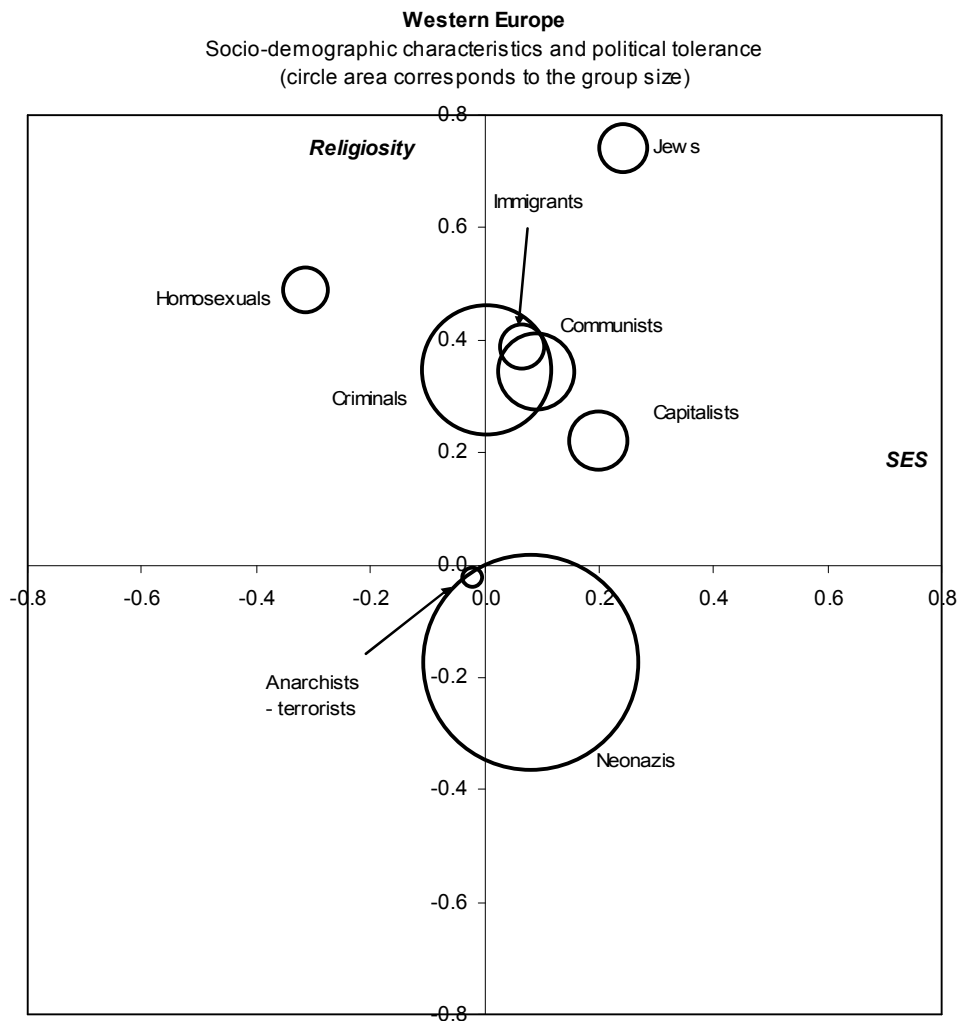 Western Europe
Socio-demographic characteristics and political tolerance
(circle area corresponds to the group size)
0.8
Religiosity
Jews
0.6
Immigrants
Homosexuals
0.4
Communists
Criminals
Capitalists
0.2
SES
0.0
-0.8 -0.6 -0.4 -0.2 0.0 0.2 0.4 0.6 0.8
-0.2
Anarchists
- terrorists
Neonazis
-0.4
-0.6
-0.8